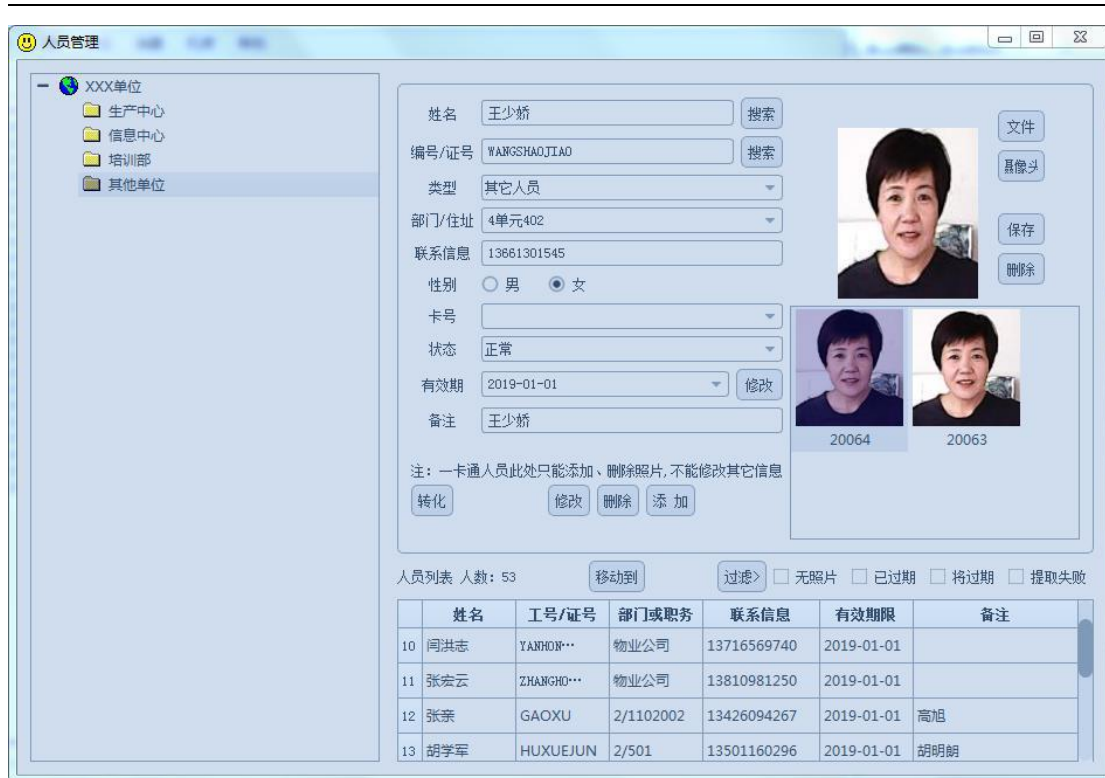 人员管理
XXX单位
生产中心
信息中心
培训部
其他单位
姓名 王少娇 搜索
编号/证号 WANGSHAOJIAO 搜索
类型 其它人员
部门/住址 4单元402
联系信息 13661301545
性别 男 女
卡号
状态 正常
有效期 2019-01-01 修改
备注 王少娇
注：一卡通人员此处只能添加、删除照片,不能修改其它信息
转化 修改 删除 添 加
文件
摄像头
保存
删除
20064 20063
人员列表 人数：53 移动到 过滤> 无照片 已过期 将过期 提取失败
姓名 工号/证号 部门或职务 联系信息 有效期限 备注
10 闫洪志 YANHON… 物业公司 13716569740 2019-01-01
11 张宏云 ZHANGHO… 物业公司 13810981250 2019-01-01
12 张亲 GAOXU 2/1102002 13426094267 2019-01-01 高旭
13 胡学军 HUXUEJUN 2/501 13501160296 2019-01-01 胡明朗